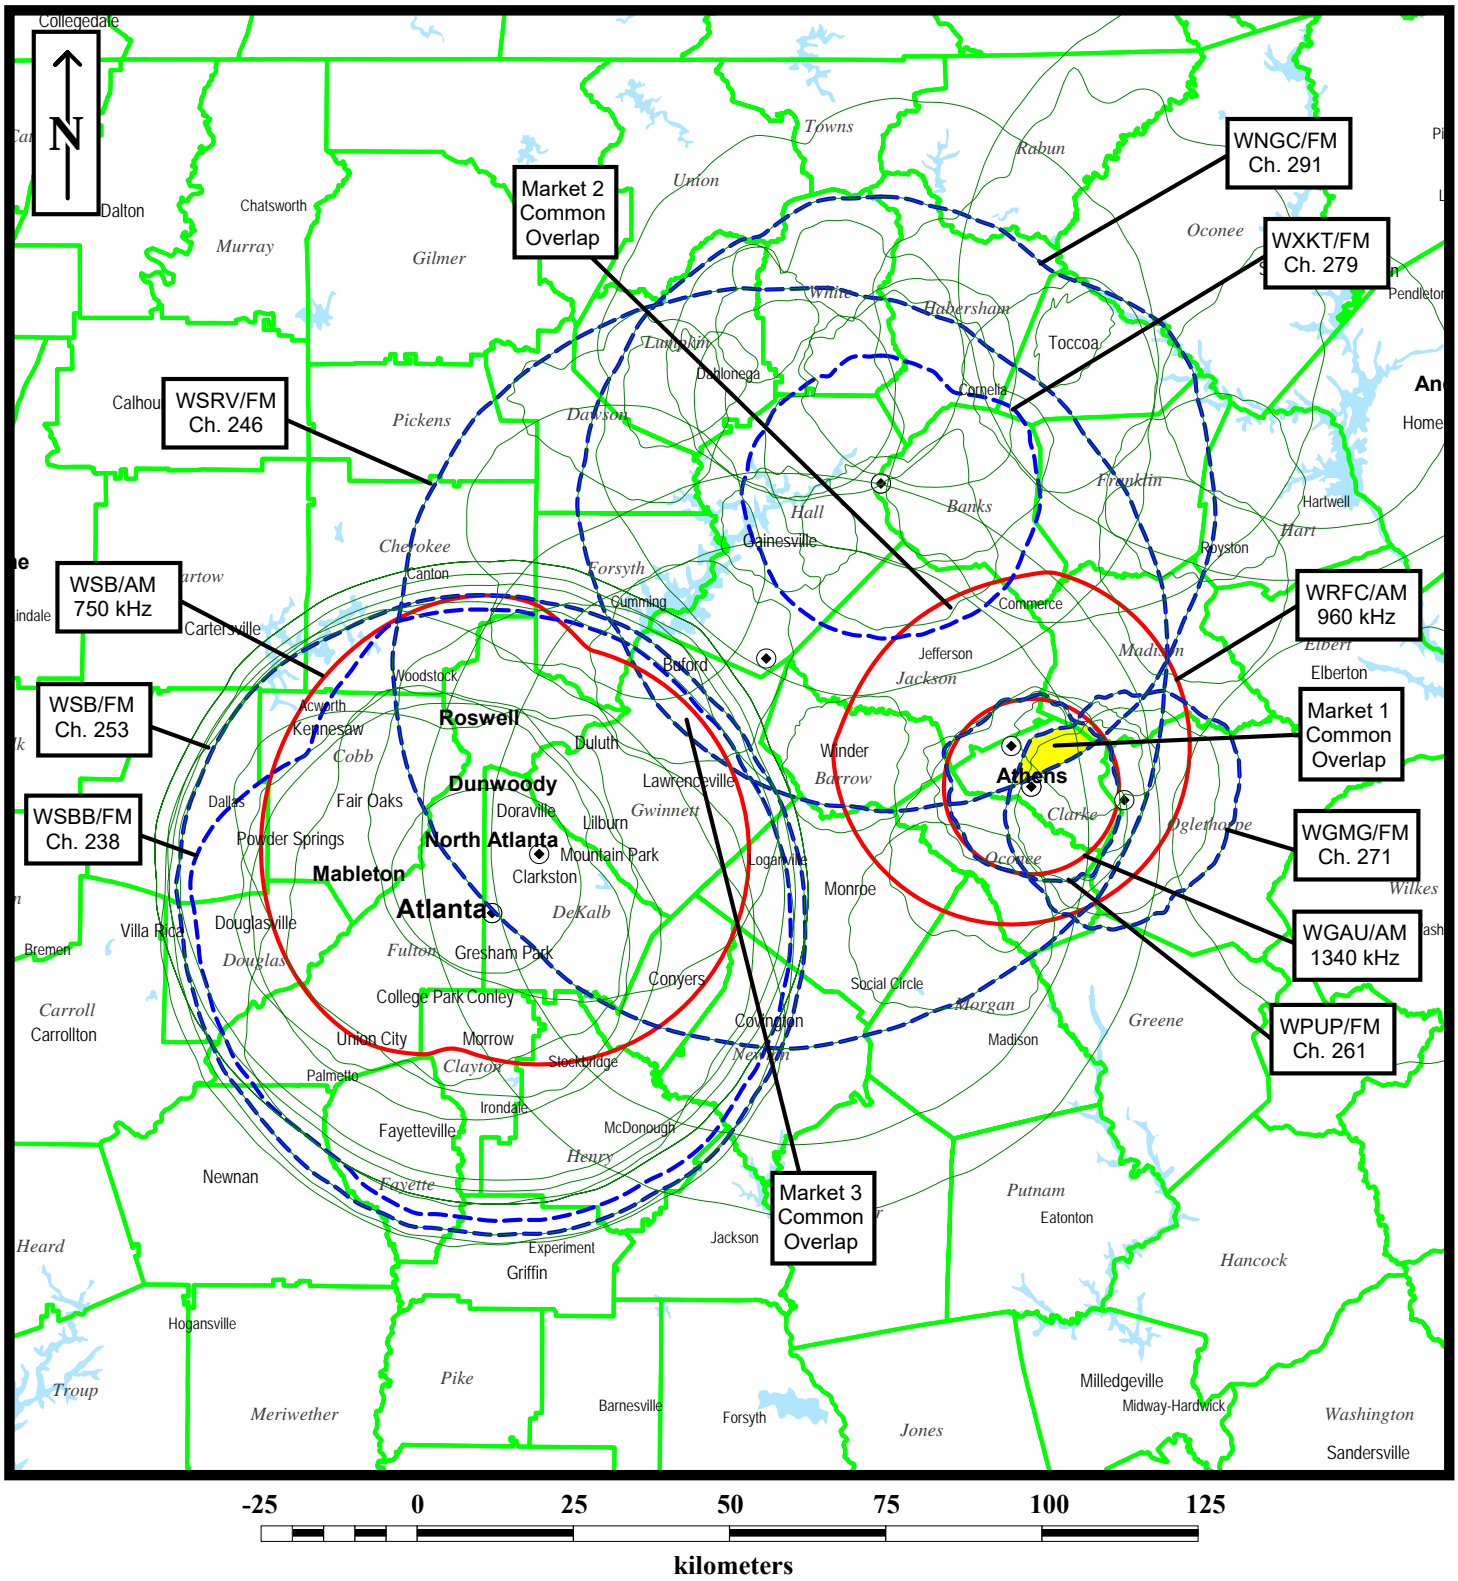 Collegedale
N
Dalton
Chatsworth
Murray
Gilmer
Union
Towns
Rabun
Oconee
WNGC/FM
Ch. 291
Market 2
Common
Overlap
WXKT/FM
Ch. 279
Pendleton
White
Habersham
Lumpkin
Toccoa
Dahlonega
Cornelia
WSRV/FM
Ch. 246
Pickens
Dawson
Franklin
Hartwell
Hart
Hall
Banks
Gainesville
Royston
Cherokee
Canton
Forsyth
Cumming
WSB/AM
750 kHz
Cartersville
Commerce
WRFC/AM
960 kHz
Elbert
Elberton
Madison
Jefferson
Jackson
Buford
Woodstock
WSB/FM
Ch. 253
Acworth
Kennesaw
Cobb
Roswell
Duluth
Winder
Barrow
Market 1
Common
Overlap
Athens
Clarke
Lawrenceville
Gwinnett
Dunwoody
Doraville
Lilburn
Dallas
Fair Oaks
WSBB/FM
Ch. 238
Powder Springs
North Atlanta
Mountain Park
Clarkston
Mableton
Loganville
Oglethorpe
WGMG/FM
Ch. 271
Oconee
Monroe
Wilkes
Atlanta
DeKalb
Villa Rica
Douglasville
Bremen
Fulton
Gresham Park
Douglas
WGAU/AM
1340 kHz
Conyers
Social Circle
College Park
Conley
Carroll
Carrollton
Morgan
Greene
Covington
Newton
Madison
WPUP/FM
Ch. 261
Union City
Morrow
Clayton
Stockbridge
Palmetto
Irondale
Fayetteville
McDonough
Henry
Newnan
Fayette
Market 3
Common
Overlap
Putnam
Eatonton
Jackson
Experiment
Griffin
Heard
Hancock
Hogansville
Troup
Pike
Meriwether
Barnesville
Forsyth
Jones
Milledgeville
Midway-Hardwick
Washington
Sandersville
-25 0 25 50 75 100 125
kilometers